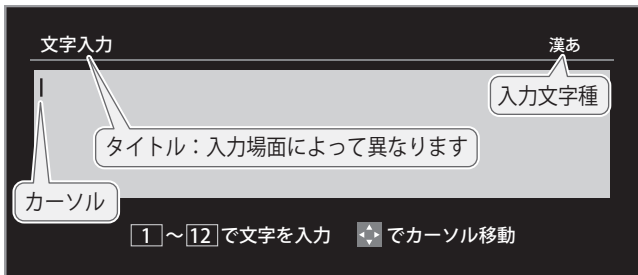 文字入力 漢あ
入力文字種
タイトル：入力場面によって異なります
カーソル
1～12で文字を入力 でカーソル移動